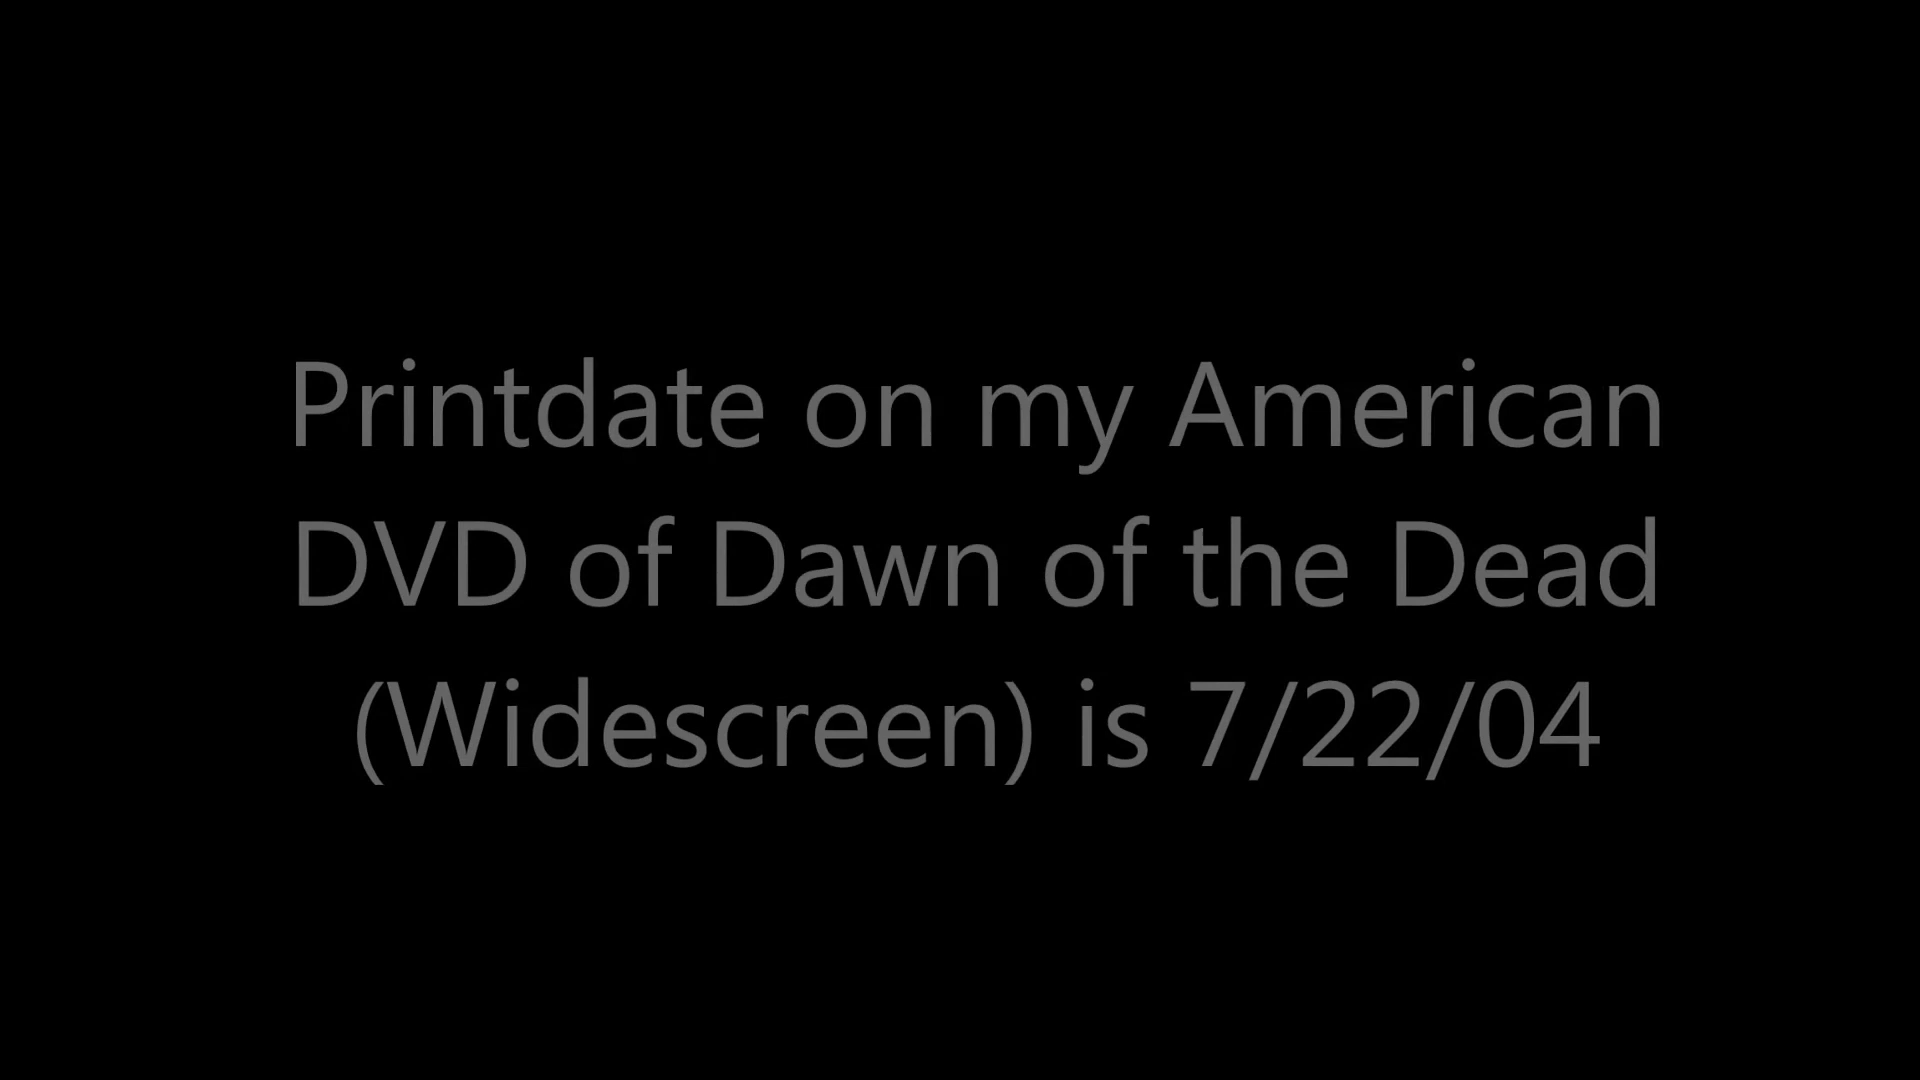 Printdate on my American
DVD of Dawn of the Dead
(Widescreen) is 7/22/04